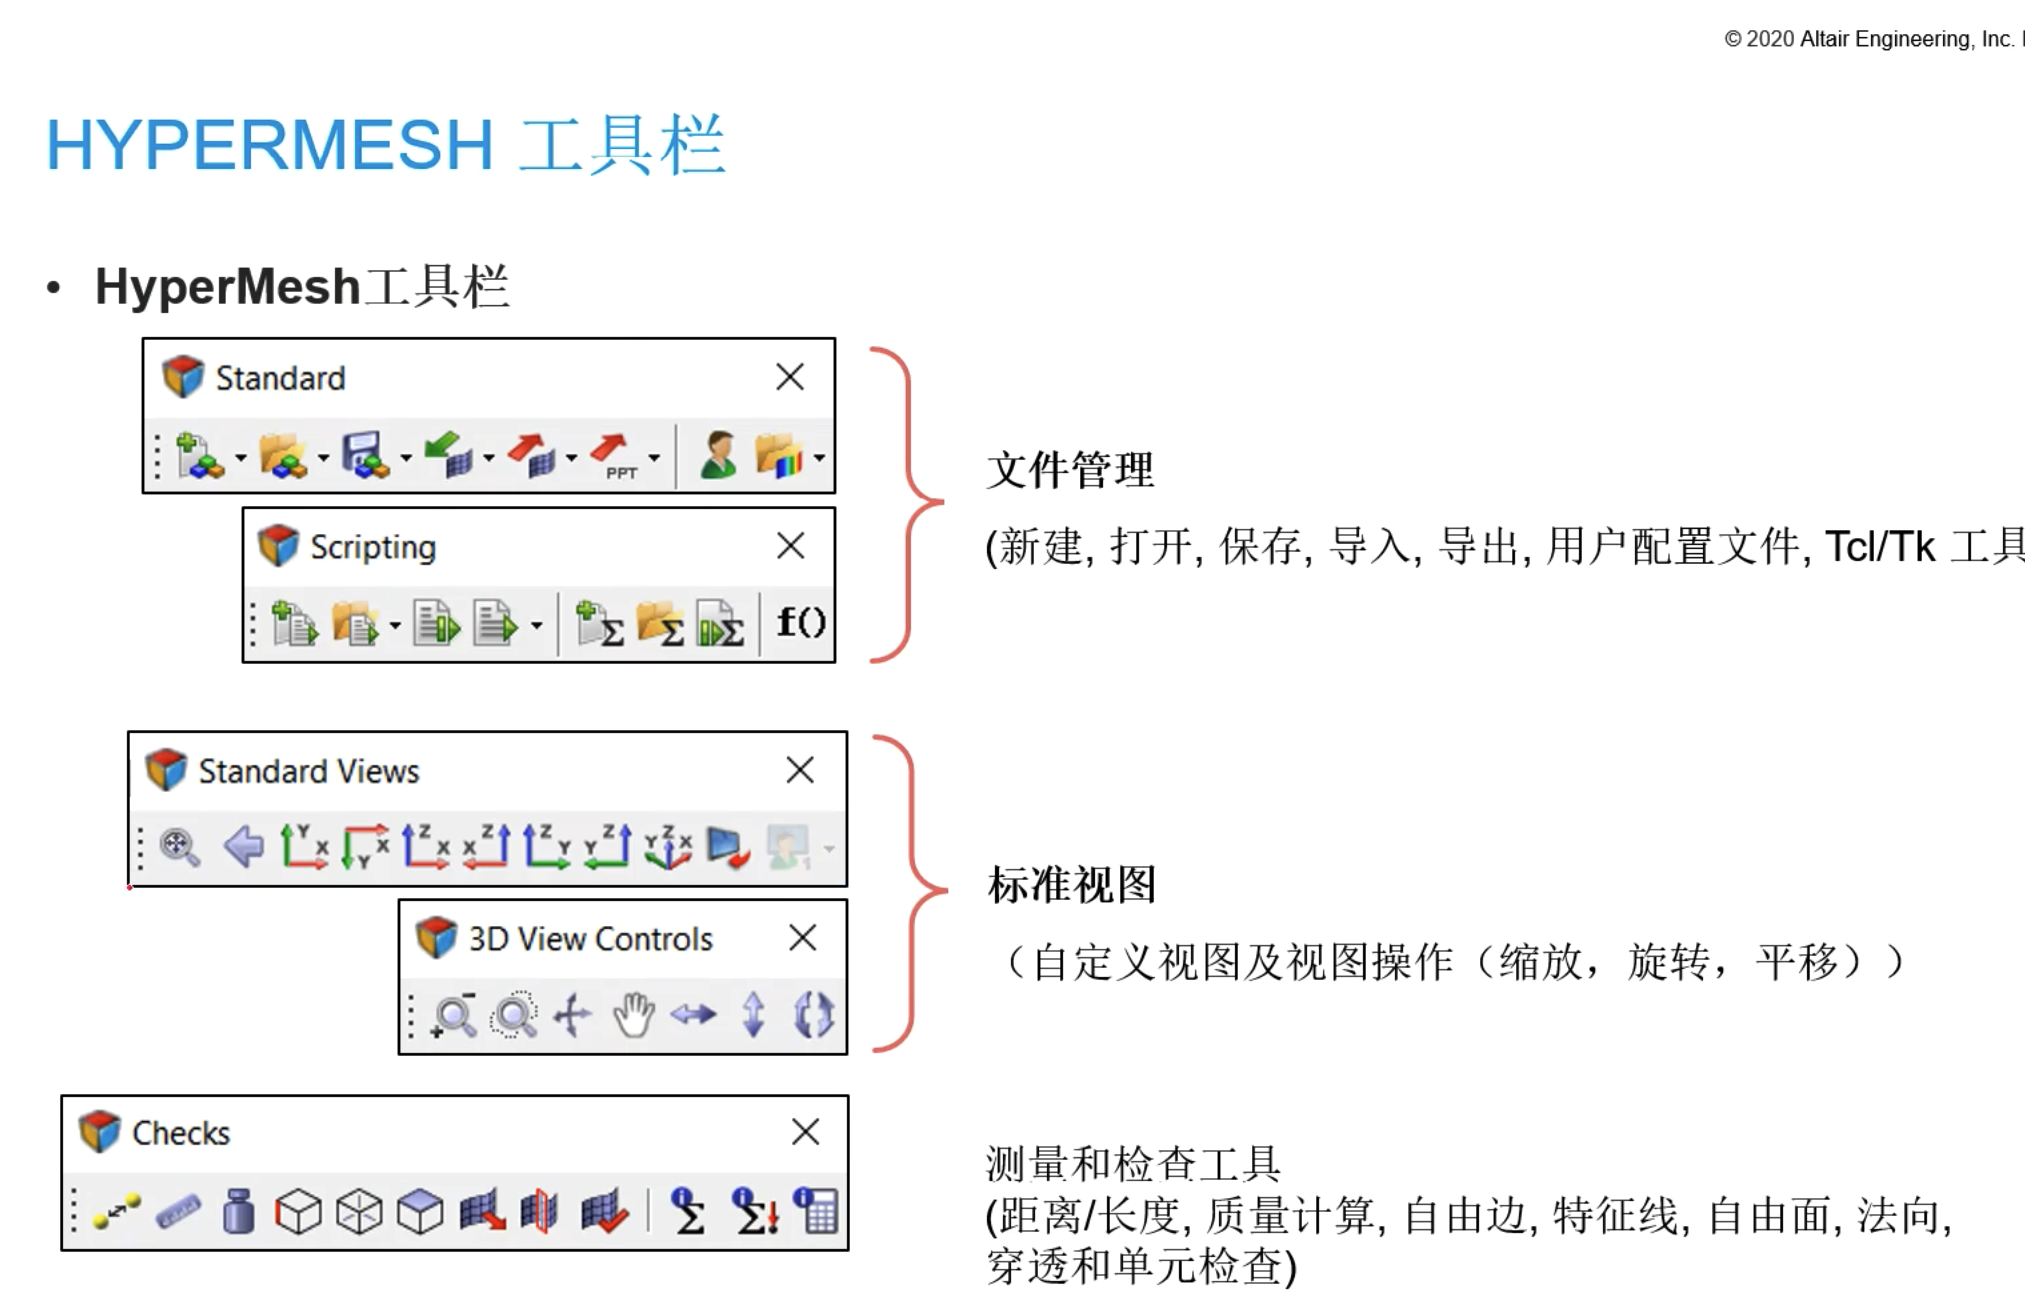 © 2020 Altair Engineering, Inc.
HYPERMESH 工具栏
• HyperMesh工具栏
Standard
PPT
Scripting
Σ Σ Σ f()
文件管理
(新建, 打开, 保存, 导入, 导出, 用户配置文件, Tcl/Tk 工具
Standard Views
Y X X Y Z X X Z Z Y Y Z Y Z X 1
3D View Controls
标准视图
（自定义视图及视图操作（缩放，旋转，平移））
Checks
i Σ i Σ! i
测量和检查工具
(距离/长度, 质量计算, 自由边, 特征线, 自由面, 法向,
穿透和单元检查)